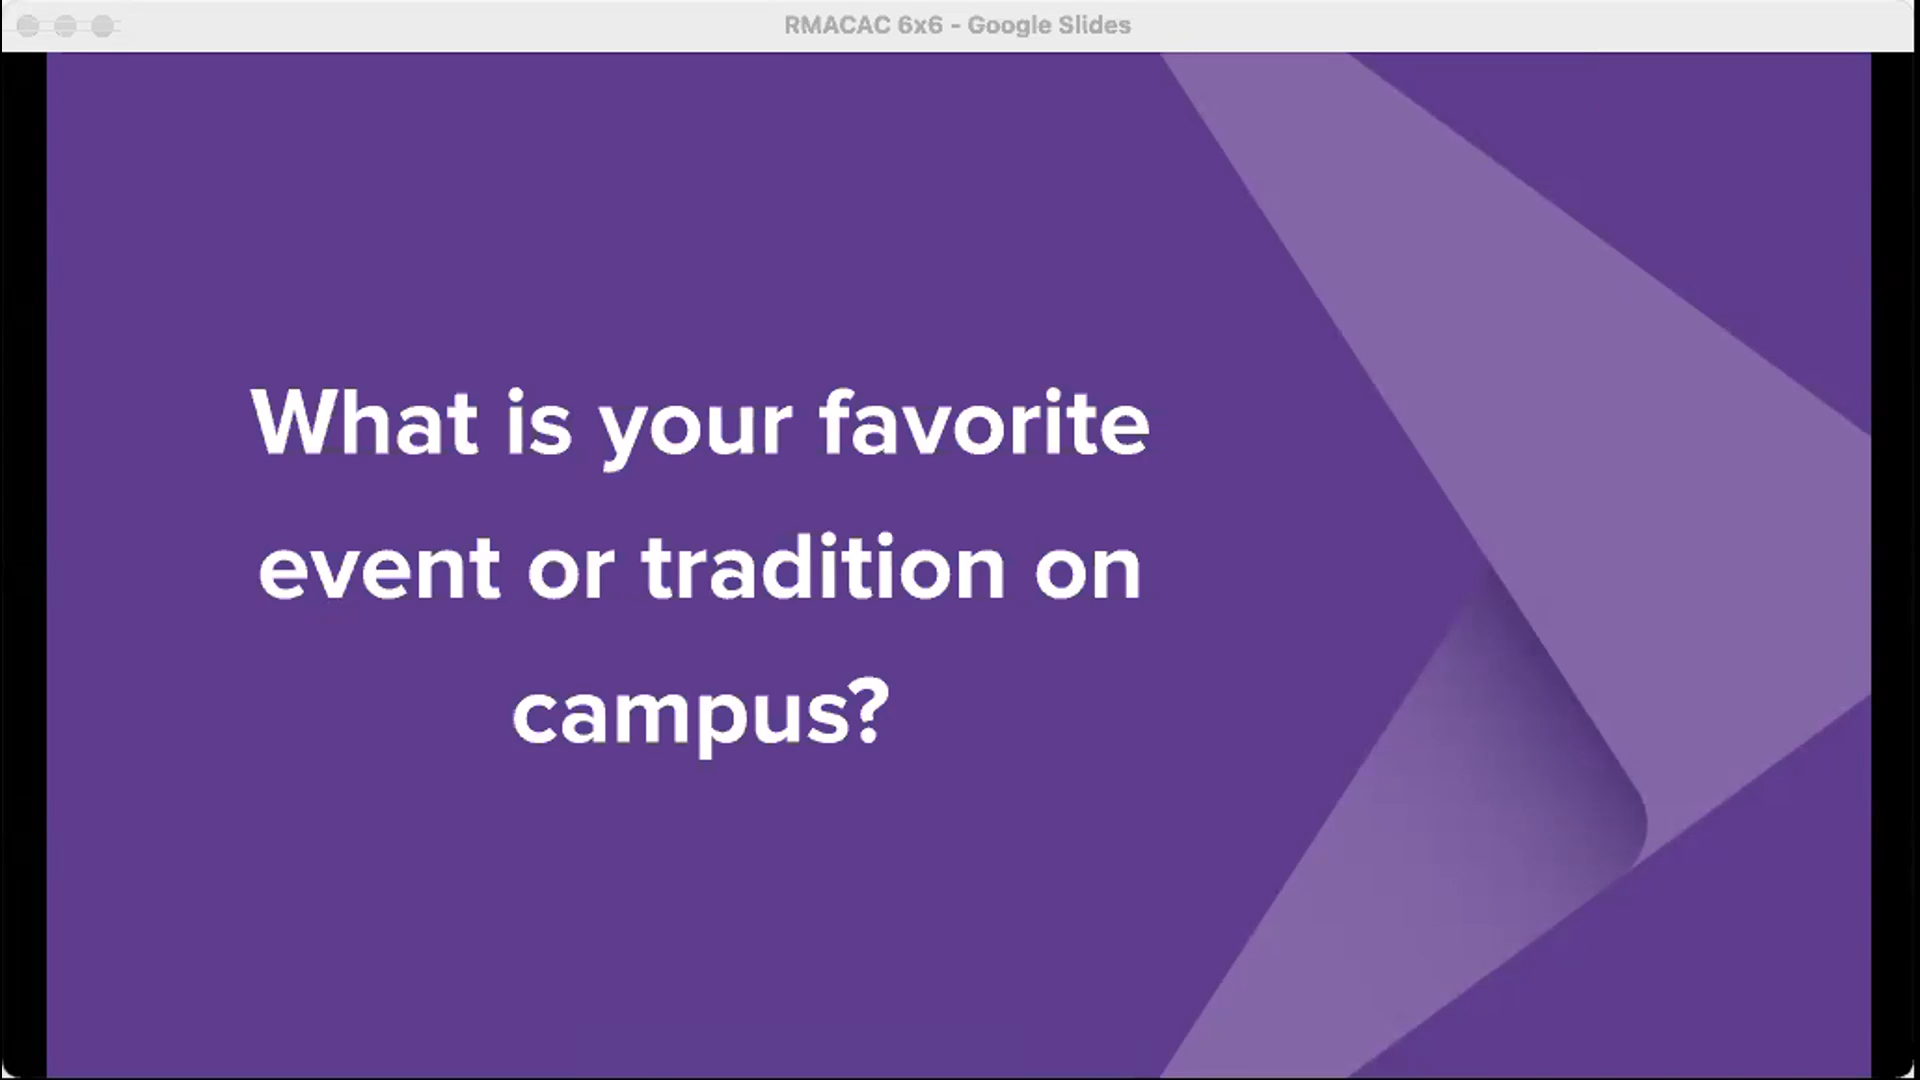 RMACAC 6x6 - Google Slides
What is your favorite
event or tradition on
campus?